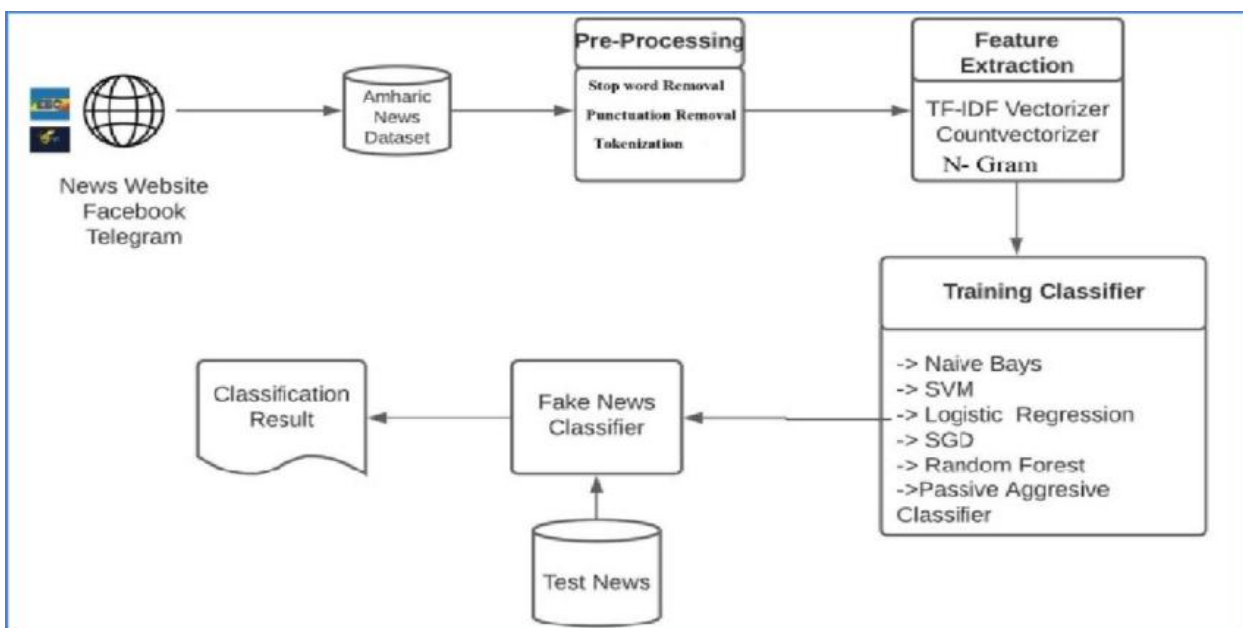 EBC
News Website
Facebook
Telegram
Amharic
News
Dataset
Pre-Processing
Stop word Removal
Punctuation Removal
Tokenization
Feature
Extraction
TF-IDF Vectorizer
Countvectorizer
N- Gram
Training Classifier
-> Naive Bays
-> SVM
-> Logistic Regression
-> SGD
-> Random Forest
->Passive Aggresive
Classifier
Fake News
Classifier
Classification
Result
Test News